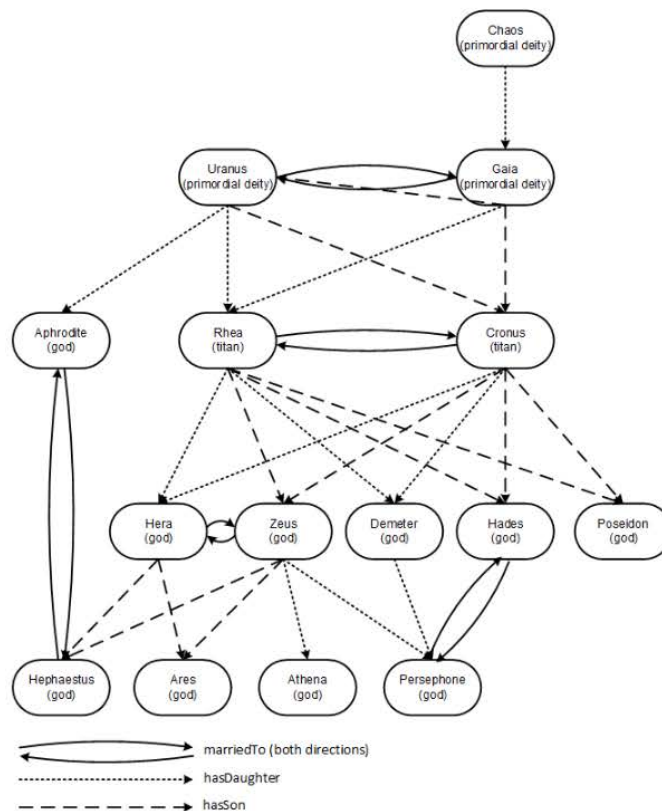 Chaos
(primordial deity)
Uranus
(primordial deity)
Gaia
(primordial deity)
Aphrodite
(god)
Rhea
(titan)
Cronus
(titan)
Hera
(god)
Zeus
(god)
Demeter
(god)
Hades
(god)
Poseidon
(god)
Hephaestus
(god)
Ares
(god)
Athena
(god)
Persephone
(god)
marriedTo (both directions)
hasDaughter
hasSon